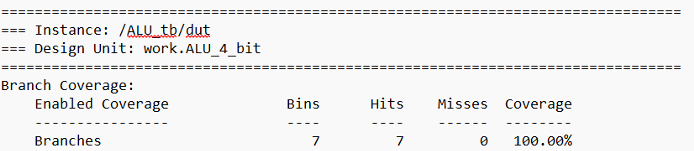 =================================================================================
=== Instance: /ALU_tb/dut
=== Design Unit: work.ALU_4_bit
=================================================================================
Branch Coverage:
    Enabled Coverage              Bins      Hits    Misses  Coverage
    ----------------              ----      ----    ------  --------
    Branches                         7         7         0   100.00%